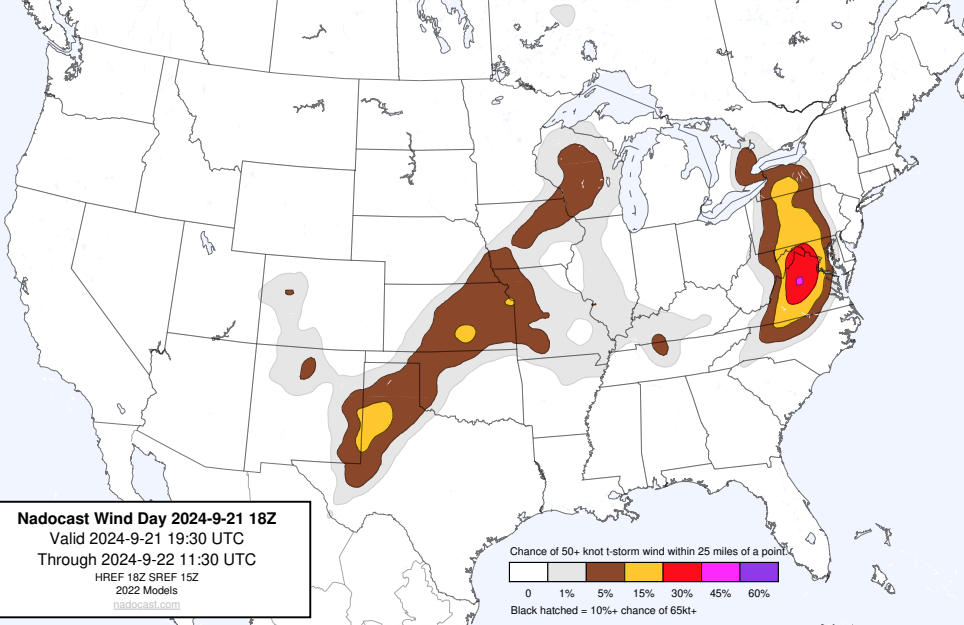 Nadocast Wind Day 2024-9-21 18Z
Valid 2024-9-21 19:30 UTC
Through 2024-9-22 11:30 UTC
HREF 18Z SREF 15Z
2022 Models
nadocast.com
Chance of 50+ knot t-storm wind within 25 miles of a point.
0 1% 5% 15% 30% 45% 60%
Black hatched = 10%+ chance of 65kt+